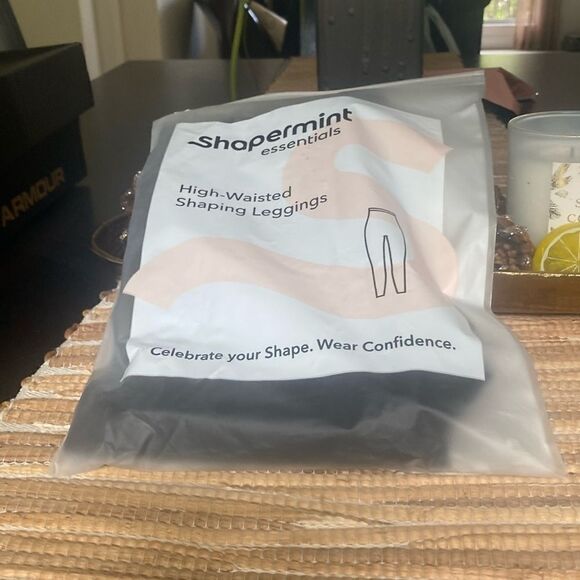 Shapermint
essentials
High-Waisted
Shaping Leggings
Celebrate your Shape. Wear Confidence.
ARMOUR